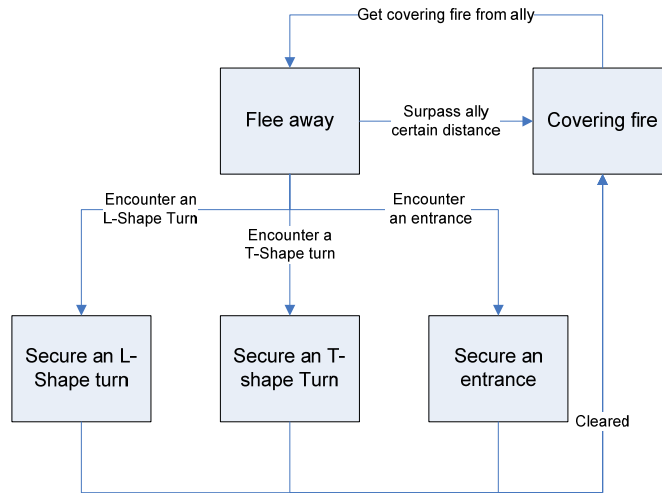 Get covering fire from ally
Flee away
Surpass ally
certain distance
Covering fire
Encounter an
L-Shape Turn
Encounter a
T-Shape turn
Encounter
an entrance
Secure an L-
Shape turn
Secure an T-
shape Turn
Secure an
entrance
Cleared